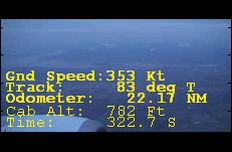 Gnd Speed:353 Kt
Track: 83 deg T
Odometer: 22.17 NM
Cab Alt: 782 Ft
Time: 322.7 S